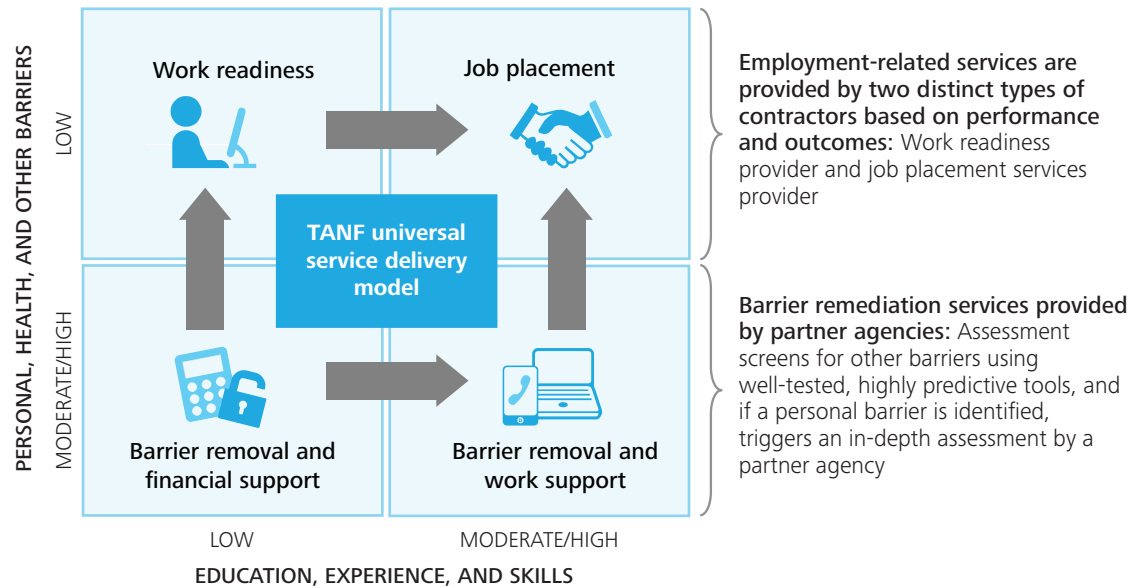 PERSONAL, HEALTH, AND OTHER BARRIERS
LOW
MODERATE/HIGH
Work readiness
Job placement
TANF universal
service delivery
model
Barrier removal and
financial support
Barrier removal and
work support
LOW
MODERATE/HIGH
EDUCATION, EXPERIENCE, AND SKILLS
Employment-related services are
provided by two distinct types of
contractors based on performance
and outcomes: Work readiness
provider and job placement services
provider
Barrier remediation services provided
by partner agencies: Assessment
screens for other barriers using
well-tested, highly predictive tools, and
if a personal barrier is identified,
triggers an in-depth assessment by a
partner agency